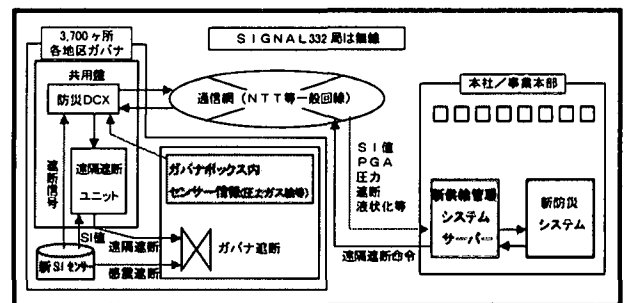 3,700ヶ所
各地区ガバナ
SIGNAL332局は無線
共用盤
防災DCX
通信網（NTT等一般回線）
本社／事業本部
遮断信号
遠隔遮断
ユニット
ガバナボックス内
センサー情報(圧力ガス漏等)
SI値
PGA
圧力
遮断
液状化等
新供給管理
システム
サーバー
新防災
システム
SI値
遠隔遮断
ガバナ遮断
新SIセンサ
感震遮断
遠隔遮断命令